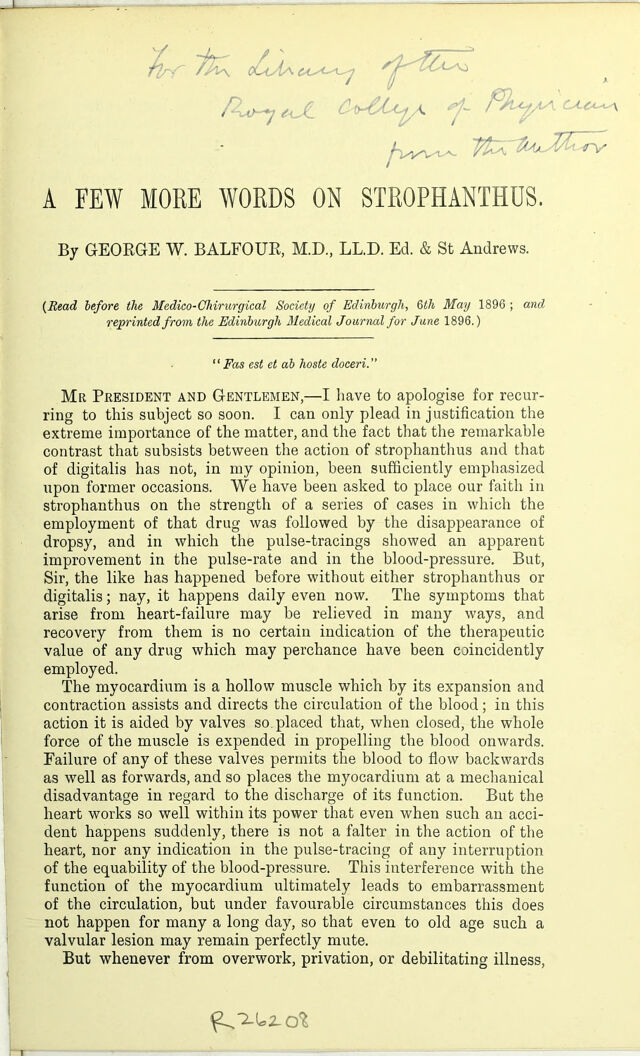 For the Library of the
Royal College of Physician
from the Author
A FEW MORE WORDS ON STROPHANTHUS.
By GEORGE W. BALFOUR, M.D., LL.D. Ed. & St Andrews.
(Read before the Medico-Chirurgical Society of Edinburgh, 6th May 1896; and
reprinted from the Edinburgh Medical Journal for June 1896.)
"Fas est et ab hoste doceri."
MR PRESIDENT AND GENTLEMEN,—I have to apologise for recur-
ring to this subject so soon. I can only plead in justification the
extreme importance of the matter, and the fact that the remarkable
contrast that subsists between the action of strophanthus and that
of digitalis has not, in my opinion, been sufficiently emphasized
upon former occasions. We have been asked to place our faith in
strophanthus on the strength of a series of cases in which the
employment of that drug was followed by the disappearance of
dropsy, and in which the pulse-tracings showed an apparent
improvement in the pulse-rate and in the blood-pressure. But,
Sir, the like has happened before without either strophanthus or
digitalis; nay, it happens daily even now. The symptoms that
arise from heart-failure may be relieved in many ways, and
recovery from them is no certain indication of the therapeutic
value of any drug which may perchance have been coincidently
employed.
The myocardium is a hollow muscle which by its expansion and
contraction assists and directs the circulation of the blood; in this
action it is aided by valves so placed that, when closed, the whole
force of the muscle is expended in propelling the blood onwards.
Failure of any of these valves permits the blood to flow backwards
as well as forwards, and so places the myocardium at a mechanical
disadvantage in regard to the discharge of its function. But the
heart works so well within its power that even when such an acci-
dent happens suddenly, there is not a falter in the action of the
heart, nor any indication in the pulse-tracing of any interruption
of the equability of the blood-pressure. This interference with the
function of the myocardium ultimately leads to embarrassment
of the circulation, but under favourable circumstances this does
not happen for many a long day, so that even to old age such a
valvular lesion may remain perfectly mute.
But whenever from overwork, privation, or debilitating illness,
R26208